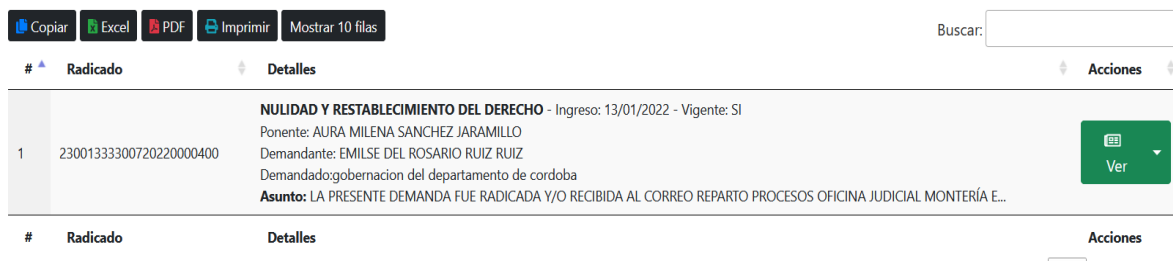 Copiar Excel PDF Imprimir Mostrar 10 filas Buscar:
# Radicado Detalles Acciones
NULIDAD Y RESTABLECIMIENTO DEL DERECHO - Ingreso: 13/01/2022 - Vigente: SI
Ponente: AURA MILENA SANCHEZ JARAMILLO
1 23001333300720220000400 Demandante: EMILSE DEL ROSARIO RUIZ RUIZ Ver
Demandado:gobernacion del departamento de cordoba
Asunto: LA PRESENTE DEMANDA FUE RADICADA Y/O RECIBIDA AL CORREO REPARTO PROCESOS OFICINA JUDICIAL MONTERÍA E...
# Radicado Detalles Acciones